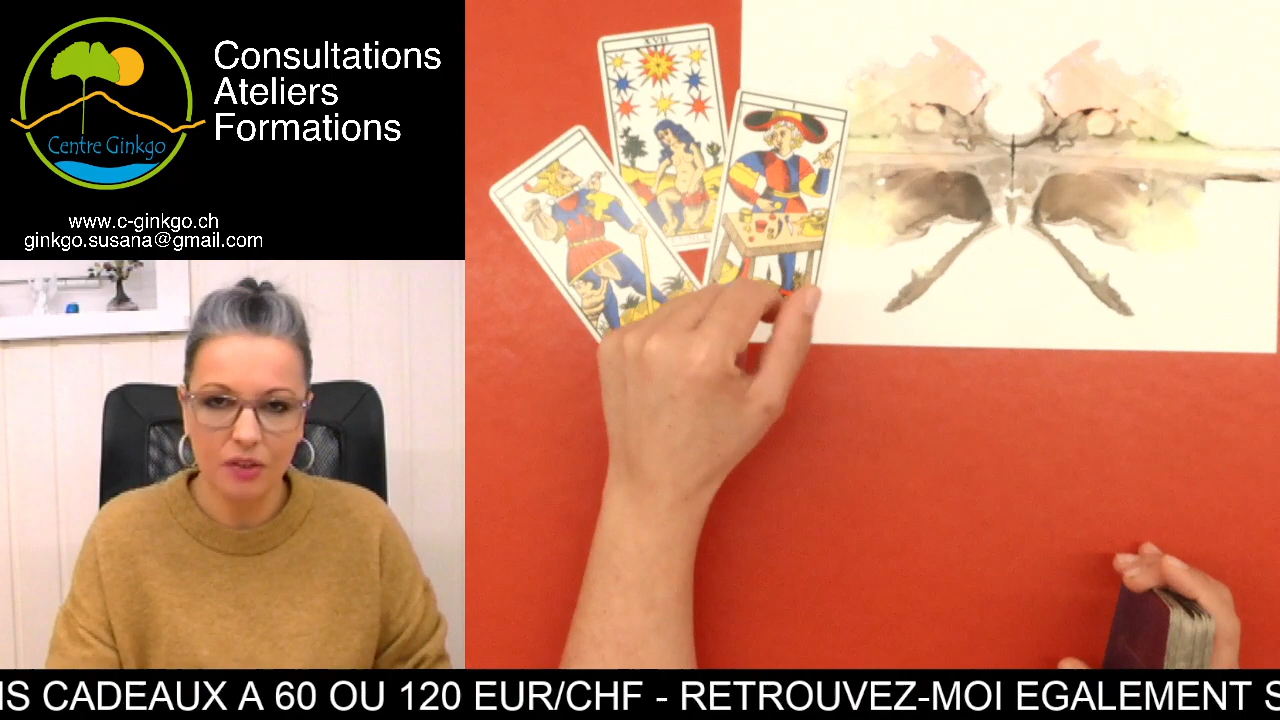 Consultations
Ateliers
Formations
Centre Ginkgo
www.c-ginkgo.ch
ginkgo.susana@gmail.com
XVII
I
IS CADEAUX A 60 OU 120 EUR/CHF - RETROUVEZ-MOI EGALEMENT S